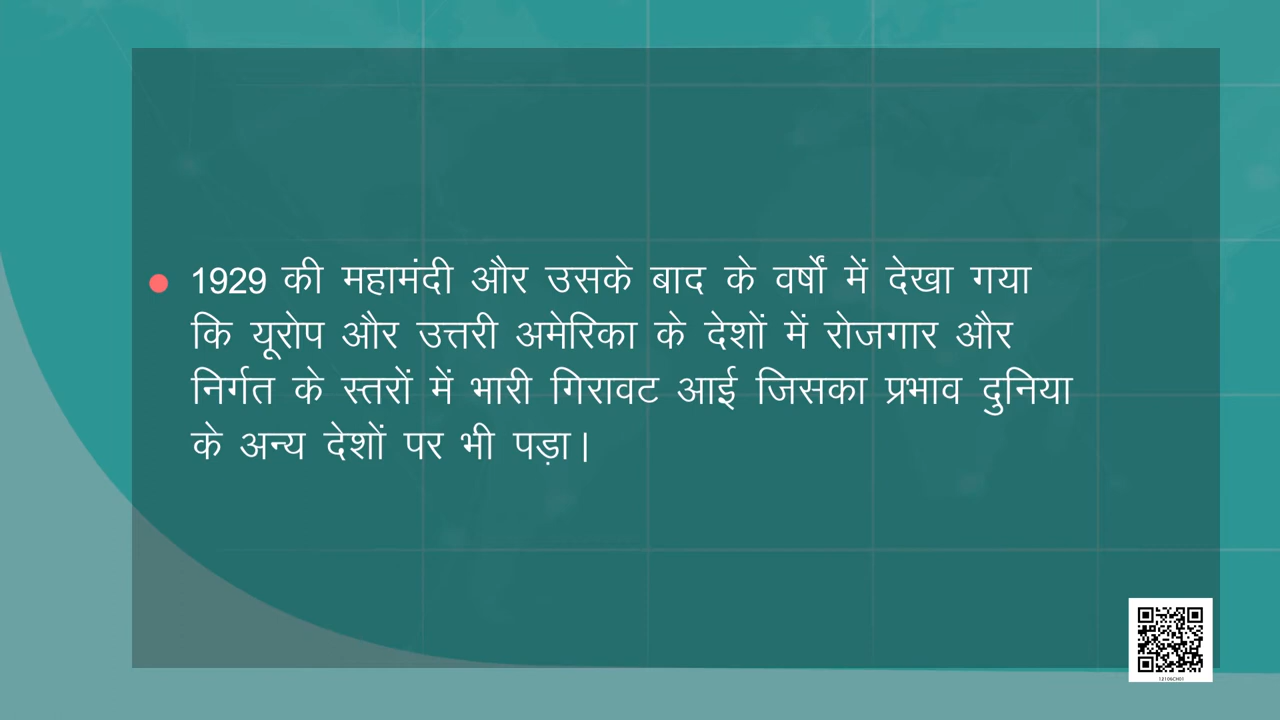 1929 की महामंदी और उसके बाद के वर्षों में देखा गया
कि यूरोप और उत्तरी अमेरिका के देशों में रोजगार और
निर्गत के स्तरों में भारी गिरावट आई जिसका प्रभाव दुनिया
के अन्य देशों पर भी पड़ा।
12106CH01